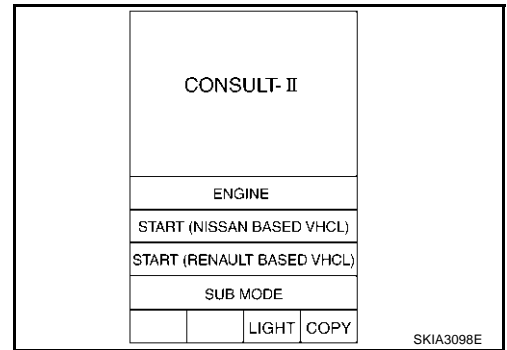 CONSULT-II
ENGINE
START (NISSAN BASED VHCL)
START (RENAULT BASED VHCL)
SUB MODE
LIGHT COPY
SKIA3098E